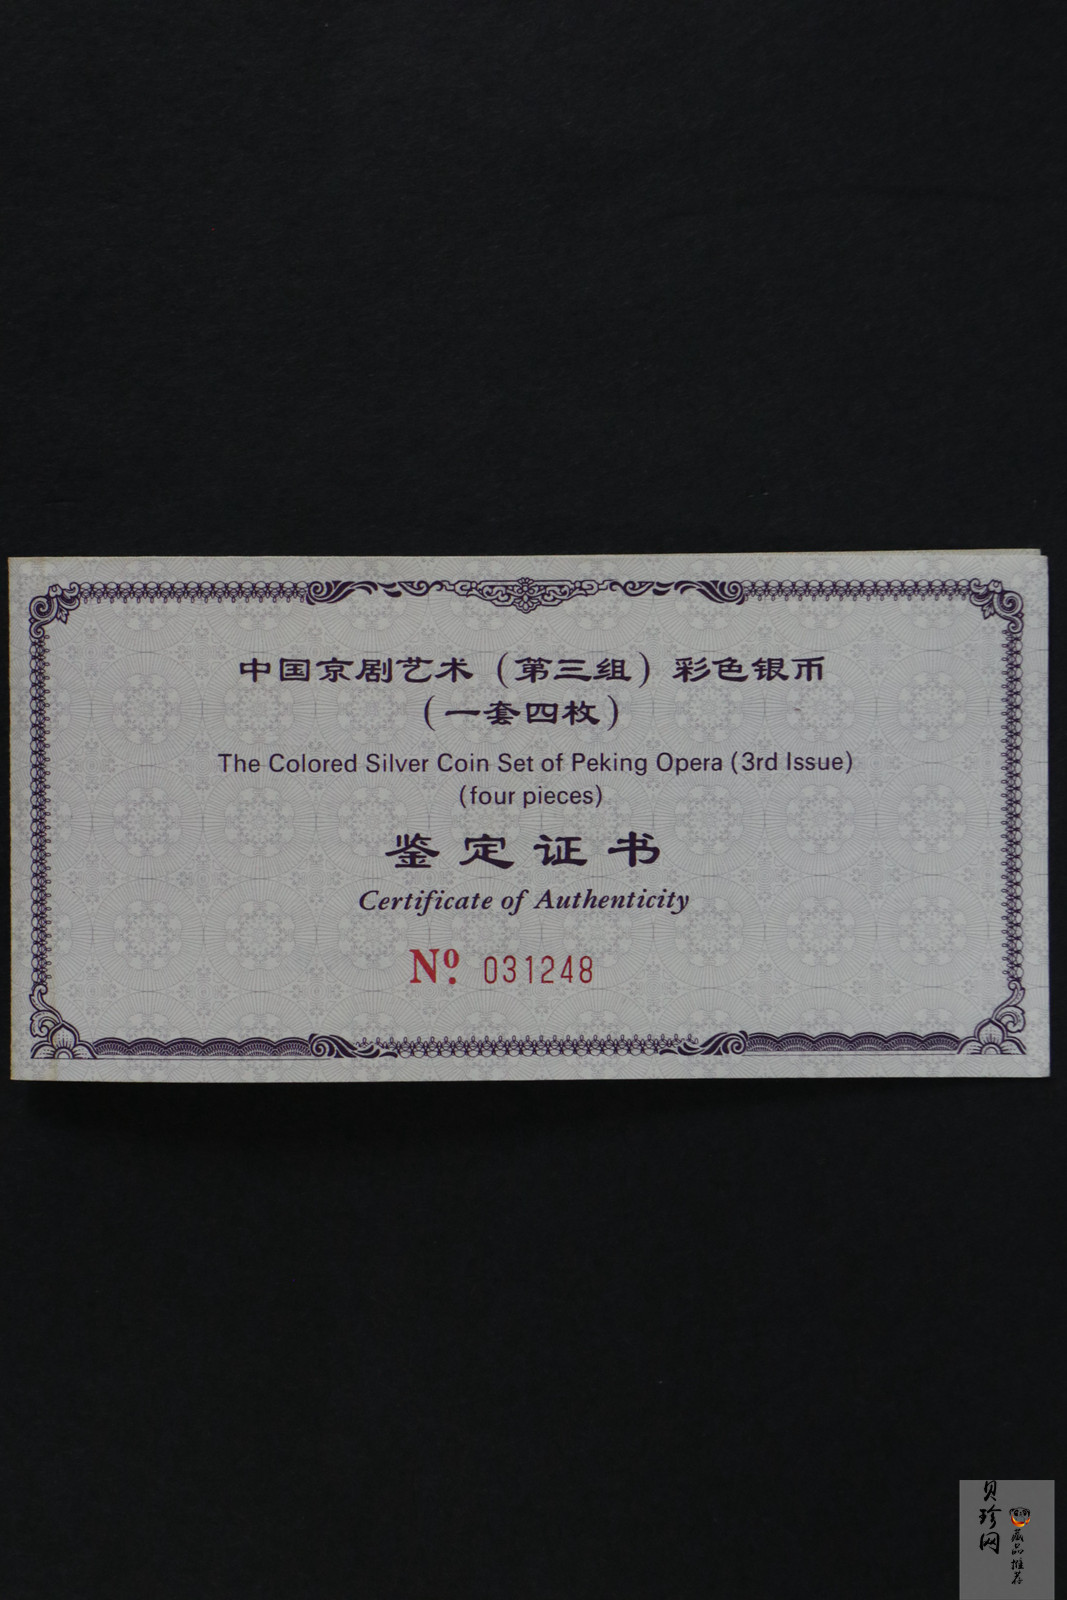 中国京剧艺术（第三组）彩色银币
（一套四枚）
The Colored Silver Coin Set of Peking Opera (3rd Issue)
(four pieces)
鉴定证书
Certificate of Authenticity
Nº. 031248
贝珍网
藏品推荐